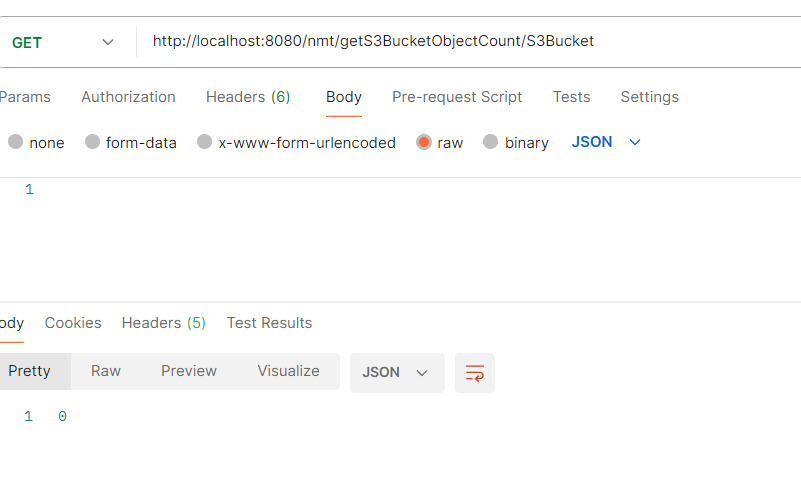 GET http://localhost:8080/nmt/getS3BucketObjectCount/S3Bucket
Params Authorization Headers (6) Body Pre-request Script Tests Settings
none form-data x-www-form-urlencoded raw binary JSON
1
ody Cookies Headers (5) Test Results
Pretty Raw Preview Visualize JSON
1 0